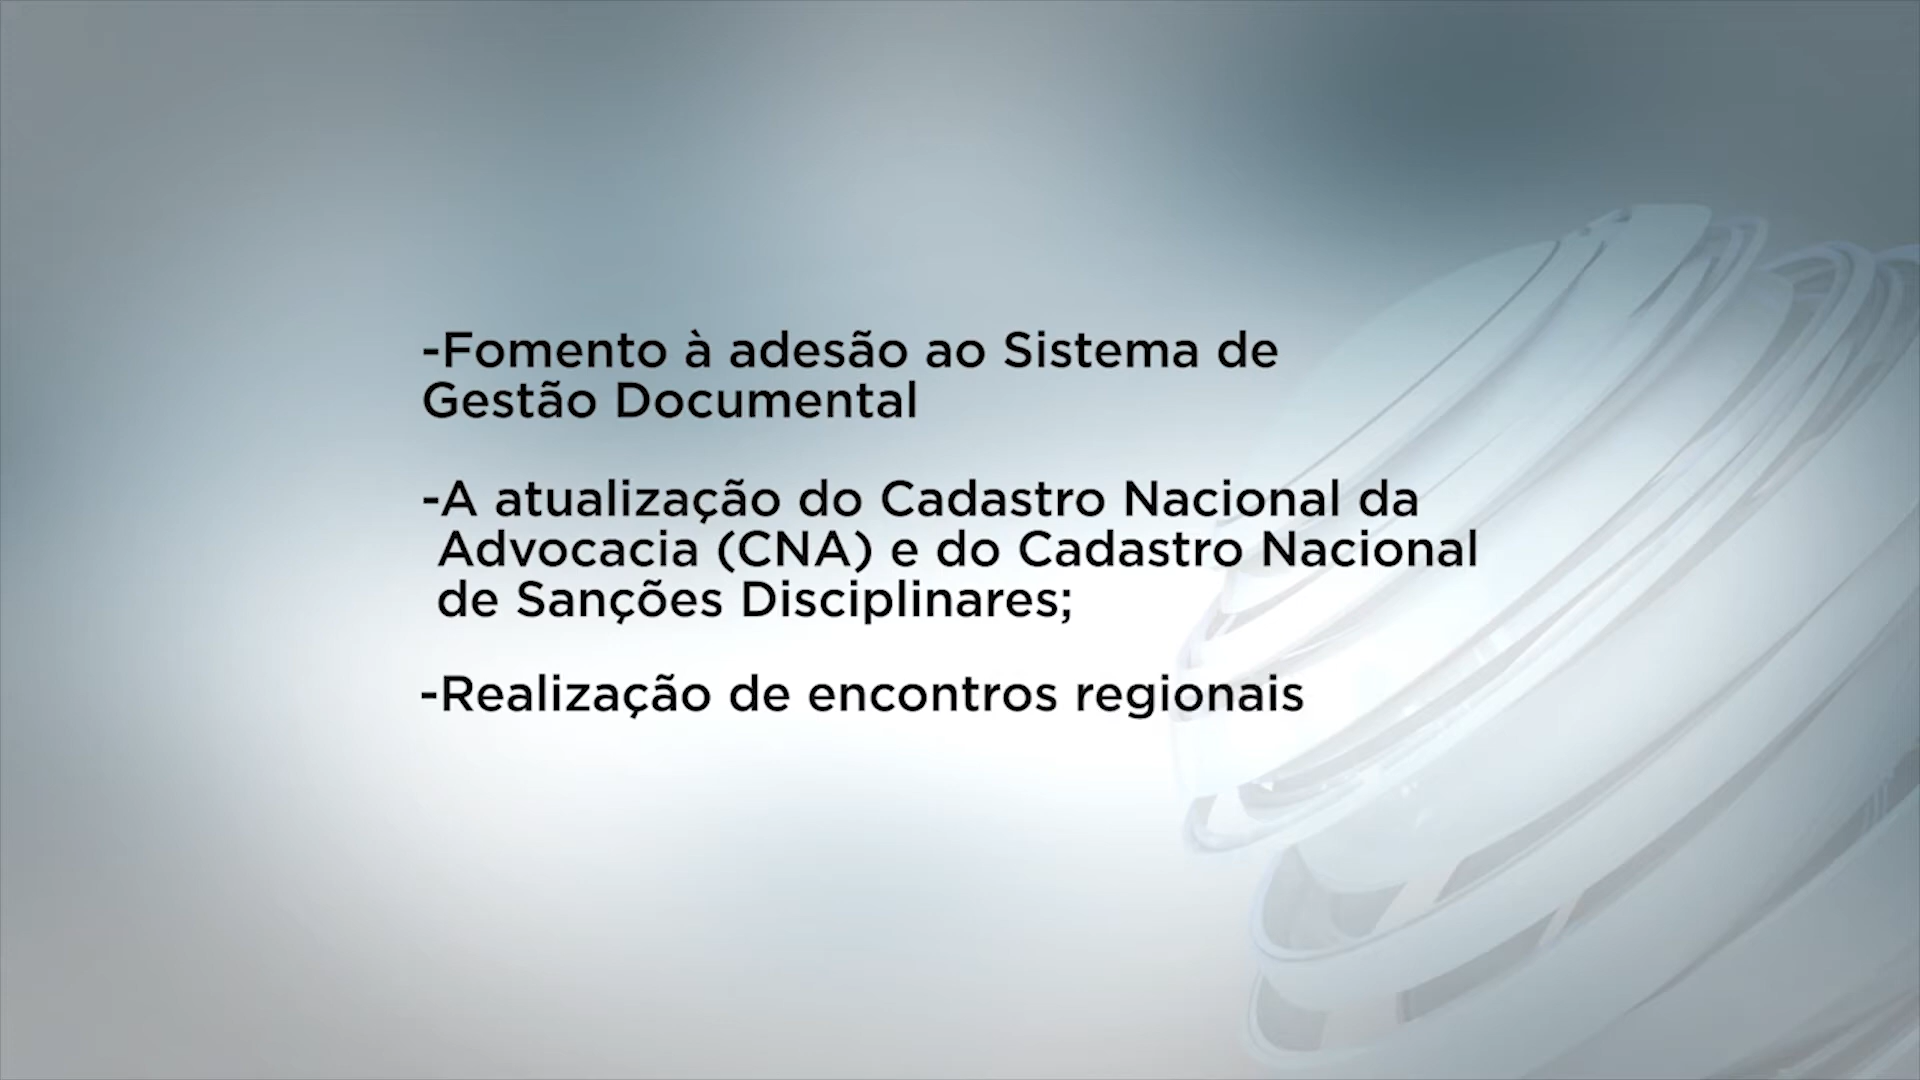 -Fomento à adesão ao Sistema de
Gestão Documental
-A atualização do Cadastro Nacional da
Advocacia (CNA) e do Cadastro Nacional
de Sanções Disciplinares;
-Realização de encontros regionais